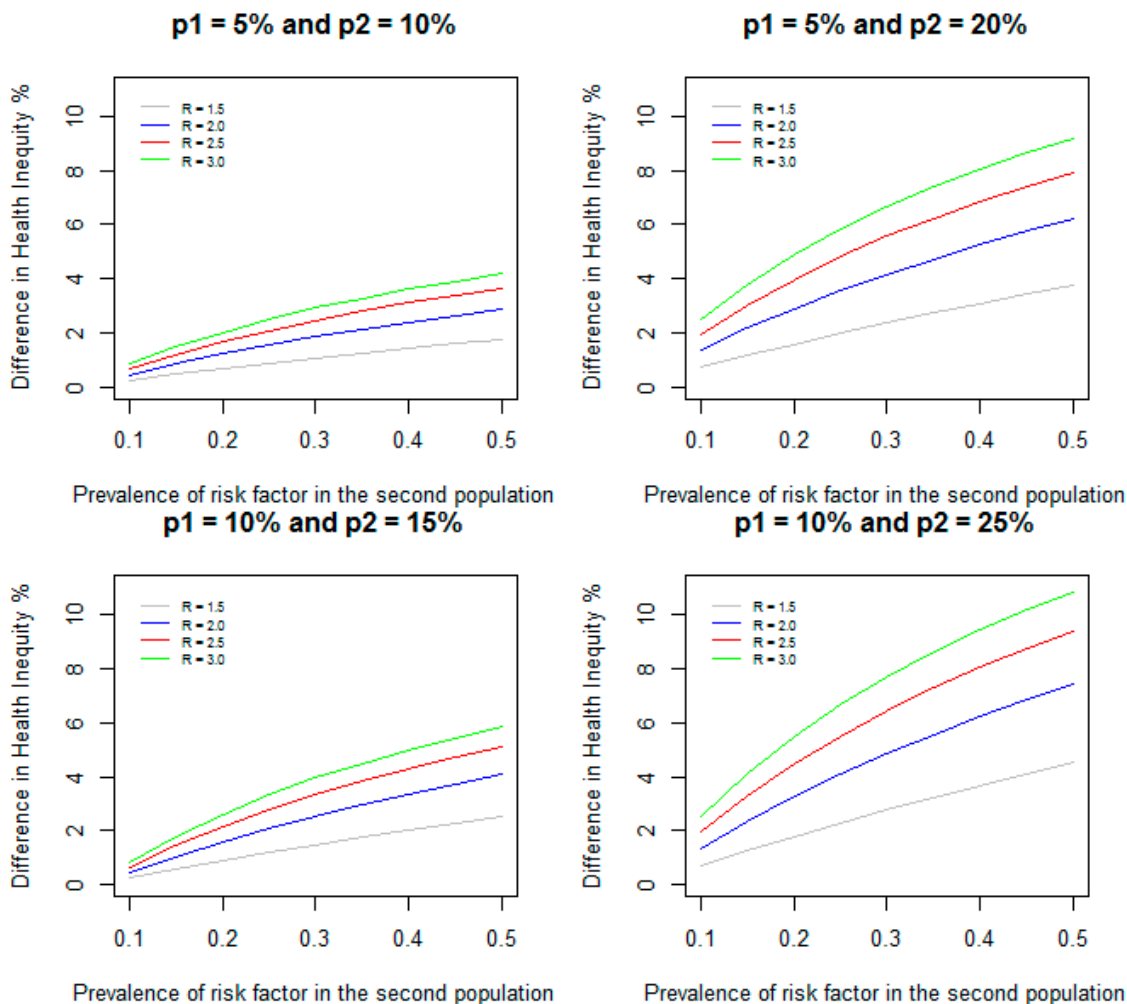 p1 = 5% and p2 = 10%
Difference in Health Inequity %
10
8
6
4
2
0
R = 1.5
R = 2.0
R = 2.5
R = 3.0
0.1 0.2 0.3 0.4 0.5
Prevalence of risk factor in the second population
p1 = 5% and p2 = 20%
Difference in Health Inequity %
10
8
6
4
2
0
R = 1.5
R = 2.0
R = 2.5
R = 3.0
0.1 0.2 0.3 0.4 0.5
Prevalence of risk factor in the second population
p1 = 10% and p2 = 15%
Difference in Health Inequity %
10
8
6
4
2
0
R = 1.5
R = 2.0
R = 2.5
R = 3.0
0.1 0.2 0.3 0.4 0.5
Prevalence of risk factor in the second population
p1 = 10% and p2 = 25%
Difference in Health Inequity %
10
8
6
4
2
0
R = 1.5
R = 2.0
R = 2.5
R = 3.0
0.1 0.2 0.3 0.4 0.5
Prevalence of risk factor in the second population